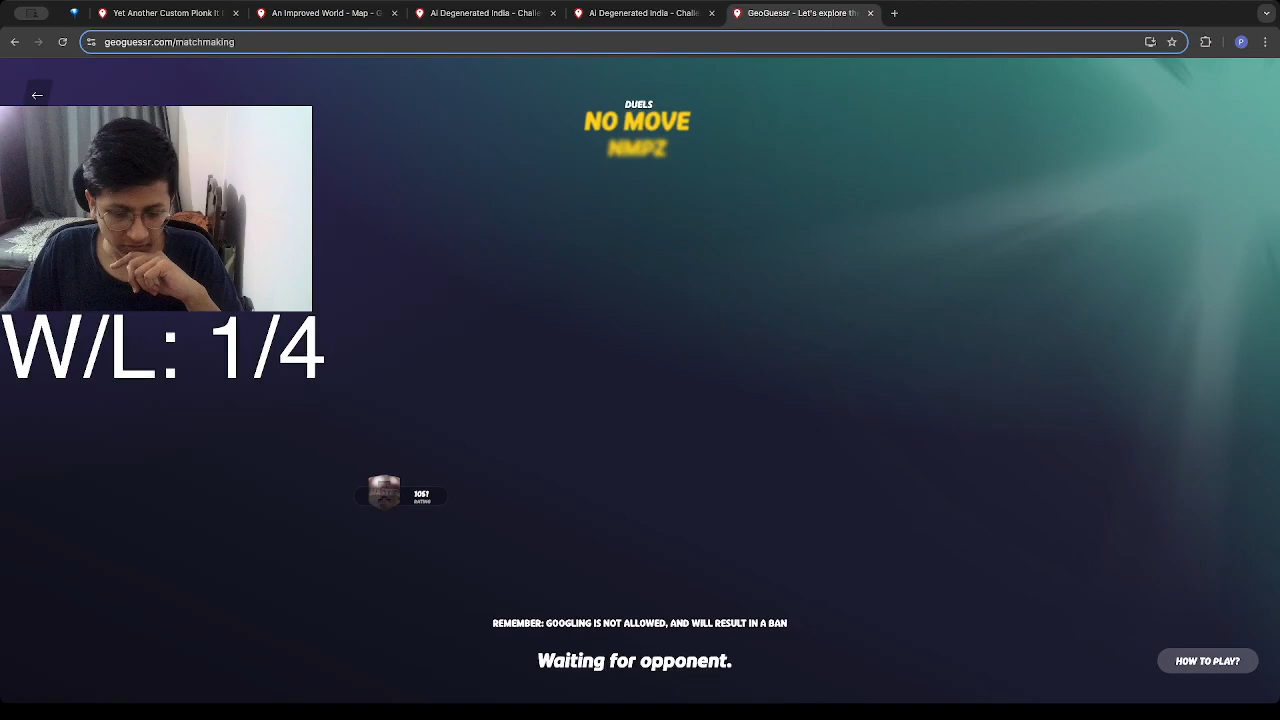 Yet Another Custom Plonk It
An Improved World - Map - G
Ai Degenerated India - Challe
Ai Degenerated India - Challe
GeoGuessr - Let's explore th
geoguessr.com/matchmaking
P
DUELS
NO MOVE
NMPZ
W/L: 1/4
RATING
REMEMBER: GOOGLING IS NOT ALLOWED, AND WILL RESULT IN A BAN
Waiting for opponent.
HOW TO PLAY?